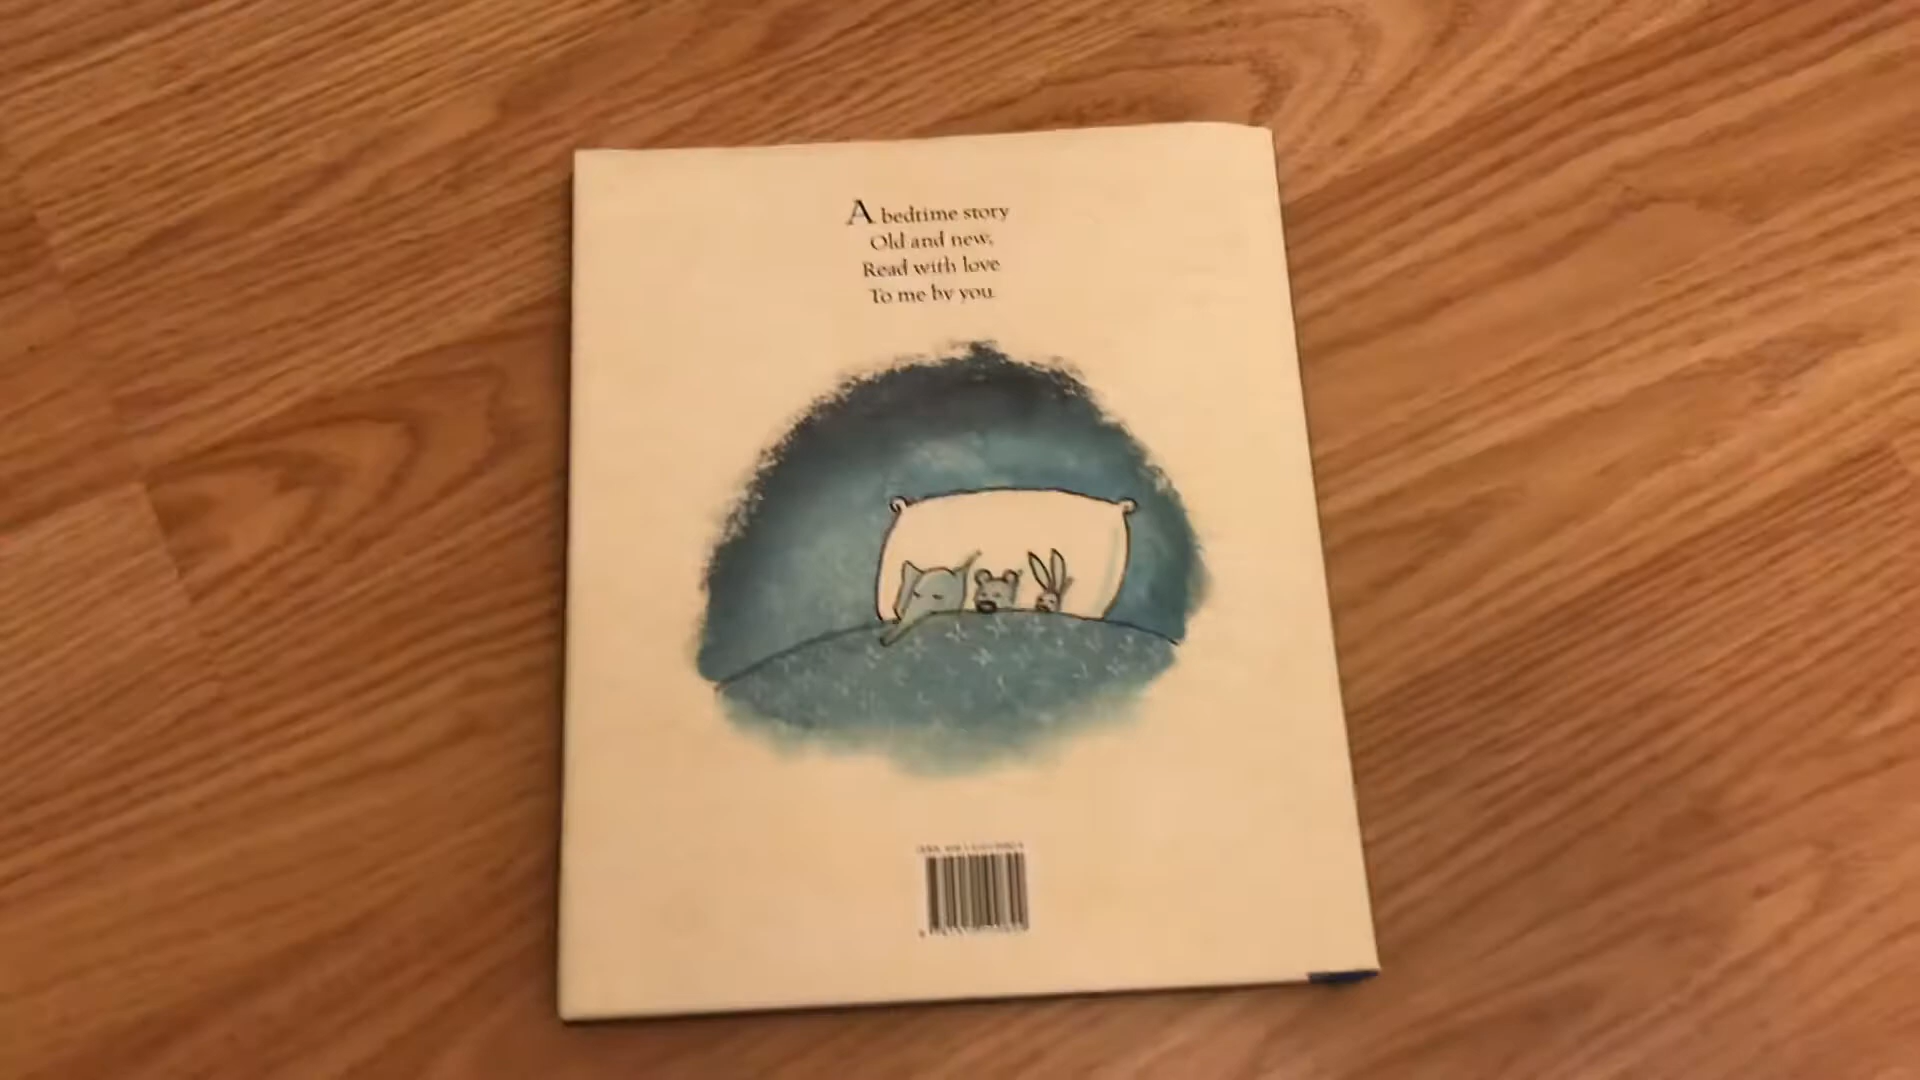 A bedtime story
Old and new,
Read with love
To me by you.